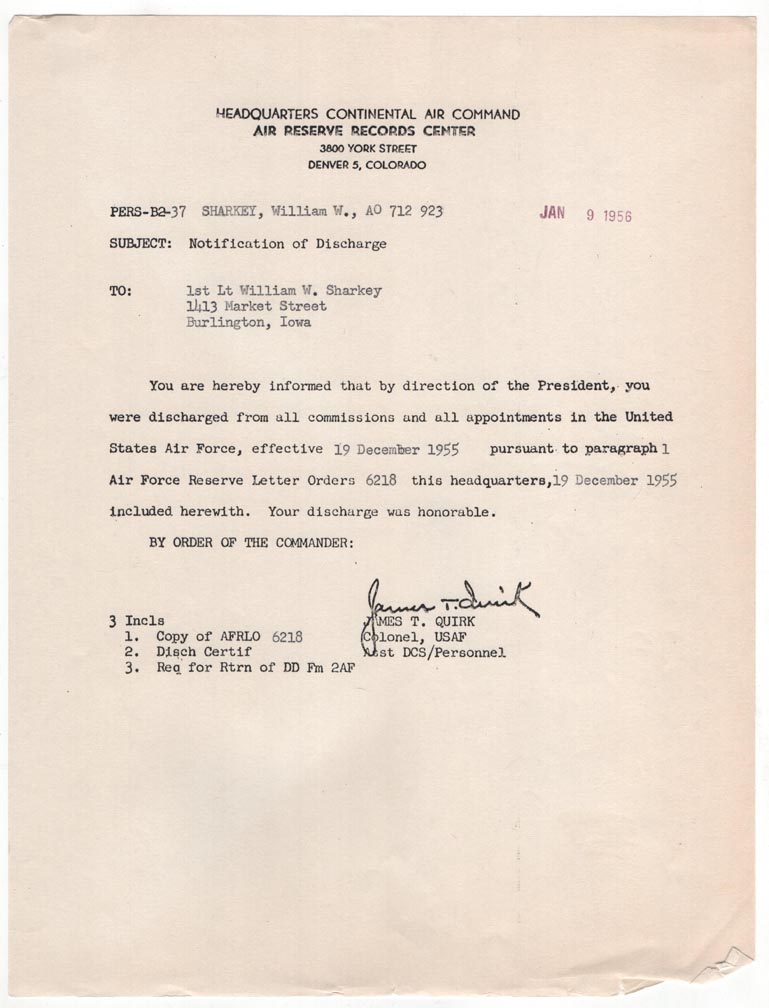 HEADQUARTERS CONTINENTAL AIR COMMAND
AIR RESERVE RECORDS CENTER
3800 YORK STREET
DENVER 5, COLORADO
PERS-B2-37 SHARKEY, William W., AO 712 923 JAN 9 1956
SUBJECT: Notification of Discharge
TO: 1st Lt William W. Sharkey
1413 Market Street
Burlington, Iowa
You are hereby informed that by direction of the President, you
were discharged from all commissions and all appointments in the United
States Air Force, effective 19 December 1955 pursuant to paragraph 1
Air Force Reserve Letter Orders 6218 this headquarters,19 December 1955
included herewith. Your discharge was honorable.
BY ORDER OF THE COMMANDER:
James T. Quirk
3 Incls JAMES T. QUIRK
1. Copy of AFRLO 6218 Colonel, USAF
2. Disch Certif Asst DCS/Personnel
3. Req for Rtrn of DD Fm 2AF